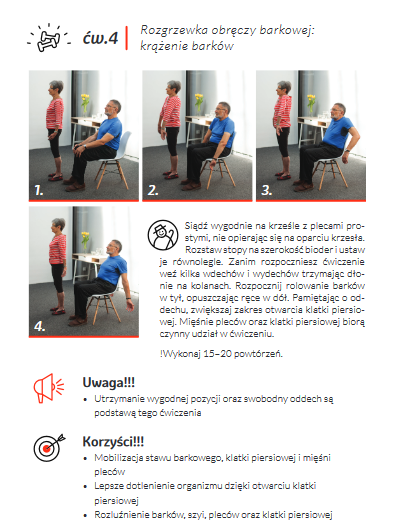 ćw.4
Rozgrzewka obręczy barkowej:
krążenie barków
1.
2.
3.
4.
Siądź wygodnie na krześle z plecami pro-
stymi, nie opierając się na oparciu krzesła.
Rozstaw stopy na szerokość bioder i ustaw
je równolegle. Zanim rozpoczniesz ćwiczenie
weź kilka wdechów i wydechów trzymając dło-
nie na kolanach. Rozpocznij rolowanie barków
w tył, opuszczając ręce w dół. Pamiętając o od-
dechu, zwiększaj zakres otwarcia klatki piersio-
wej. Mięśnie pleców oraz klatki piersiowej biorą
czynny udział w ćwiczeniu.
!Wykonaj 15–20 powtórzeń.
Uwaga!!!
• Utrzymanie wygodnej pozycji oraz swobodny oddech są
podstawą tego ćwiczenia
Korzyści!!!
• Mobilizacja stawu barkowego, klatki piersiowej i mięśni
pleców
• Lepsze dotlenienie organizmu dzięki otwarciu klatki
piersiowej
• Rozluźnienie barków, szyi, pleców oraz klatki piersiowej